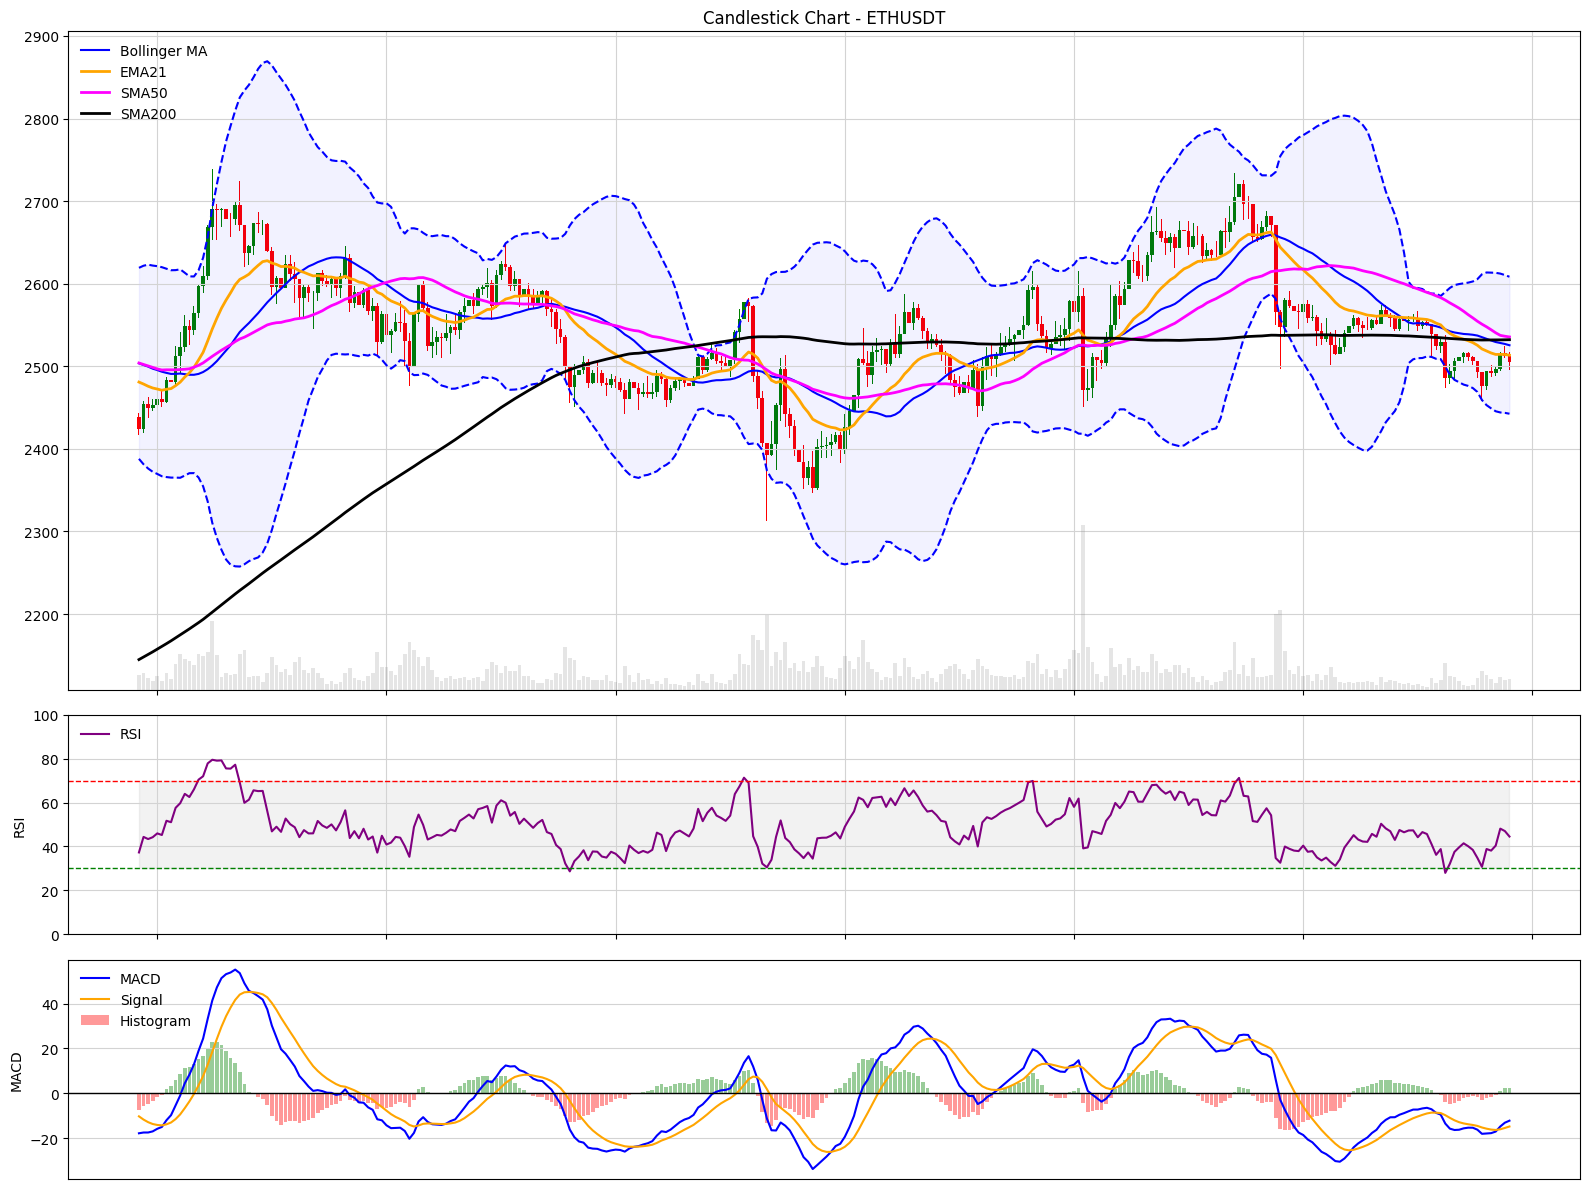 Candlestick Chart - ETHUSDT
2900
2800
2700
2600
2500
2400
2300
2200
Bollinger MA
EMA21
SMA50
SMA200
100
80
60
40
20
0
RSI
RSI
40
20
0
−20
MACD
MACD
Signal
Histogram